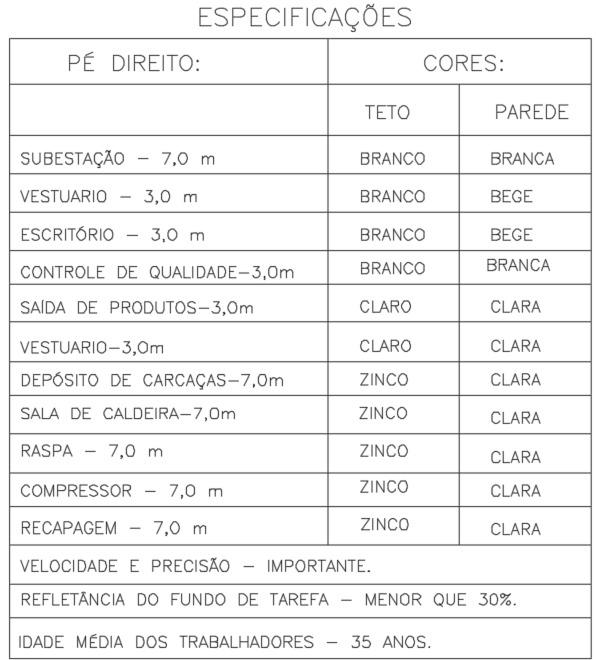 ESPECIFICAÇÕES
PÉ DIREITO: CORES:
TETO PAREDE
SUBESTAÇÃO - 7,0 m BRANCO BRANCA
VESTUARIO - 3,0 m BRANCO BEGE
ESCRITÓRIO - 3,0 m BRANCO BEGE
CONTROLE DE QUALIDADE-3,0m BRANCO BRANCA
SAÍDA DE PRODUTOS-3,0m CLARO CLARA
VESTUARIO-3,0m CLARO CLARA
DEPÓSITO DE CARCAÇAS-7,0m ZINCO CLARA
SALA DE CALDEIRA-7,0m ZINCO CLARA
RASPA - 7,0 m ZINCO CLARA
COMPRESSOR - 7,0 m ZINCO CLARA
RECAPAGEM - 7,0 m ZINCO CLARA
VELOCIDADE E PRECISÃO - IMPORTANTE.
REFLETÂNCIA DO FUNDO DE TAREFA - MENOR QUE 30%.
IDADE MÉDIA DOS TRABALHADORES - 35 ANOS.